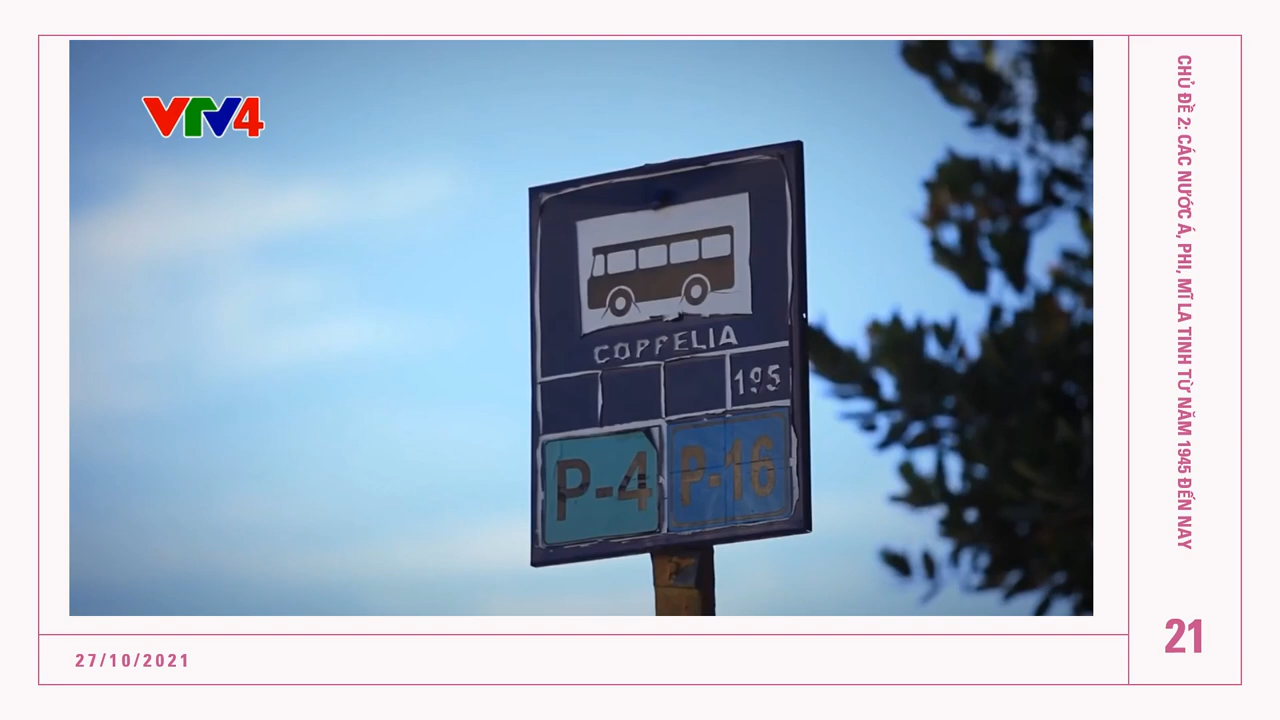 VTV4
COPPELIA
195
P-4 P-16
CHỦ ĐỀ 2: CÁC NƯỚC Á, PHI, MĨ LA TINH TỪ NĂM 1945 ĐẾN NAY
21
27/10/2021